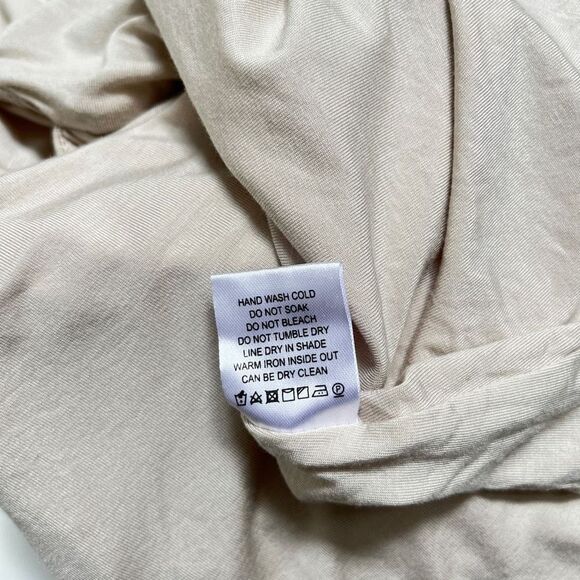 HAND WASH COLD
DO NOT SOAK
DO NOT BLEACH
DO NOT TUMBLE DRY
LINE DRY IN SHADE
WARM IRON INSIDE OUT
CAN BE DRY CLEAN